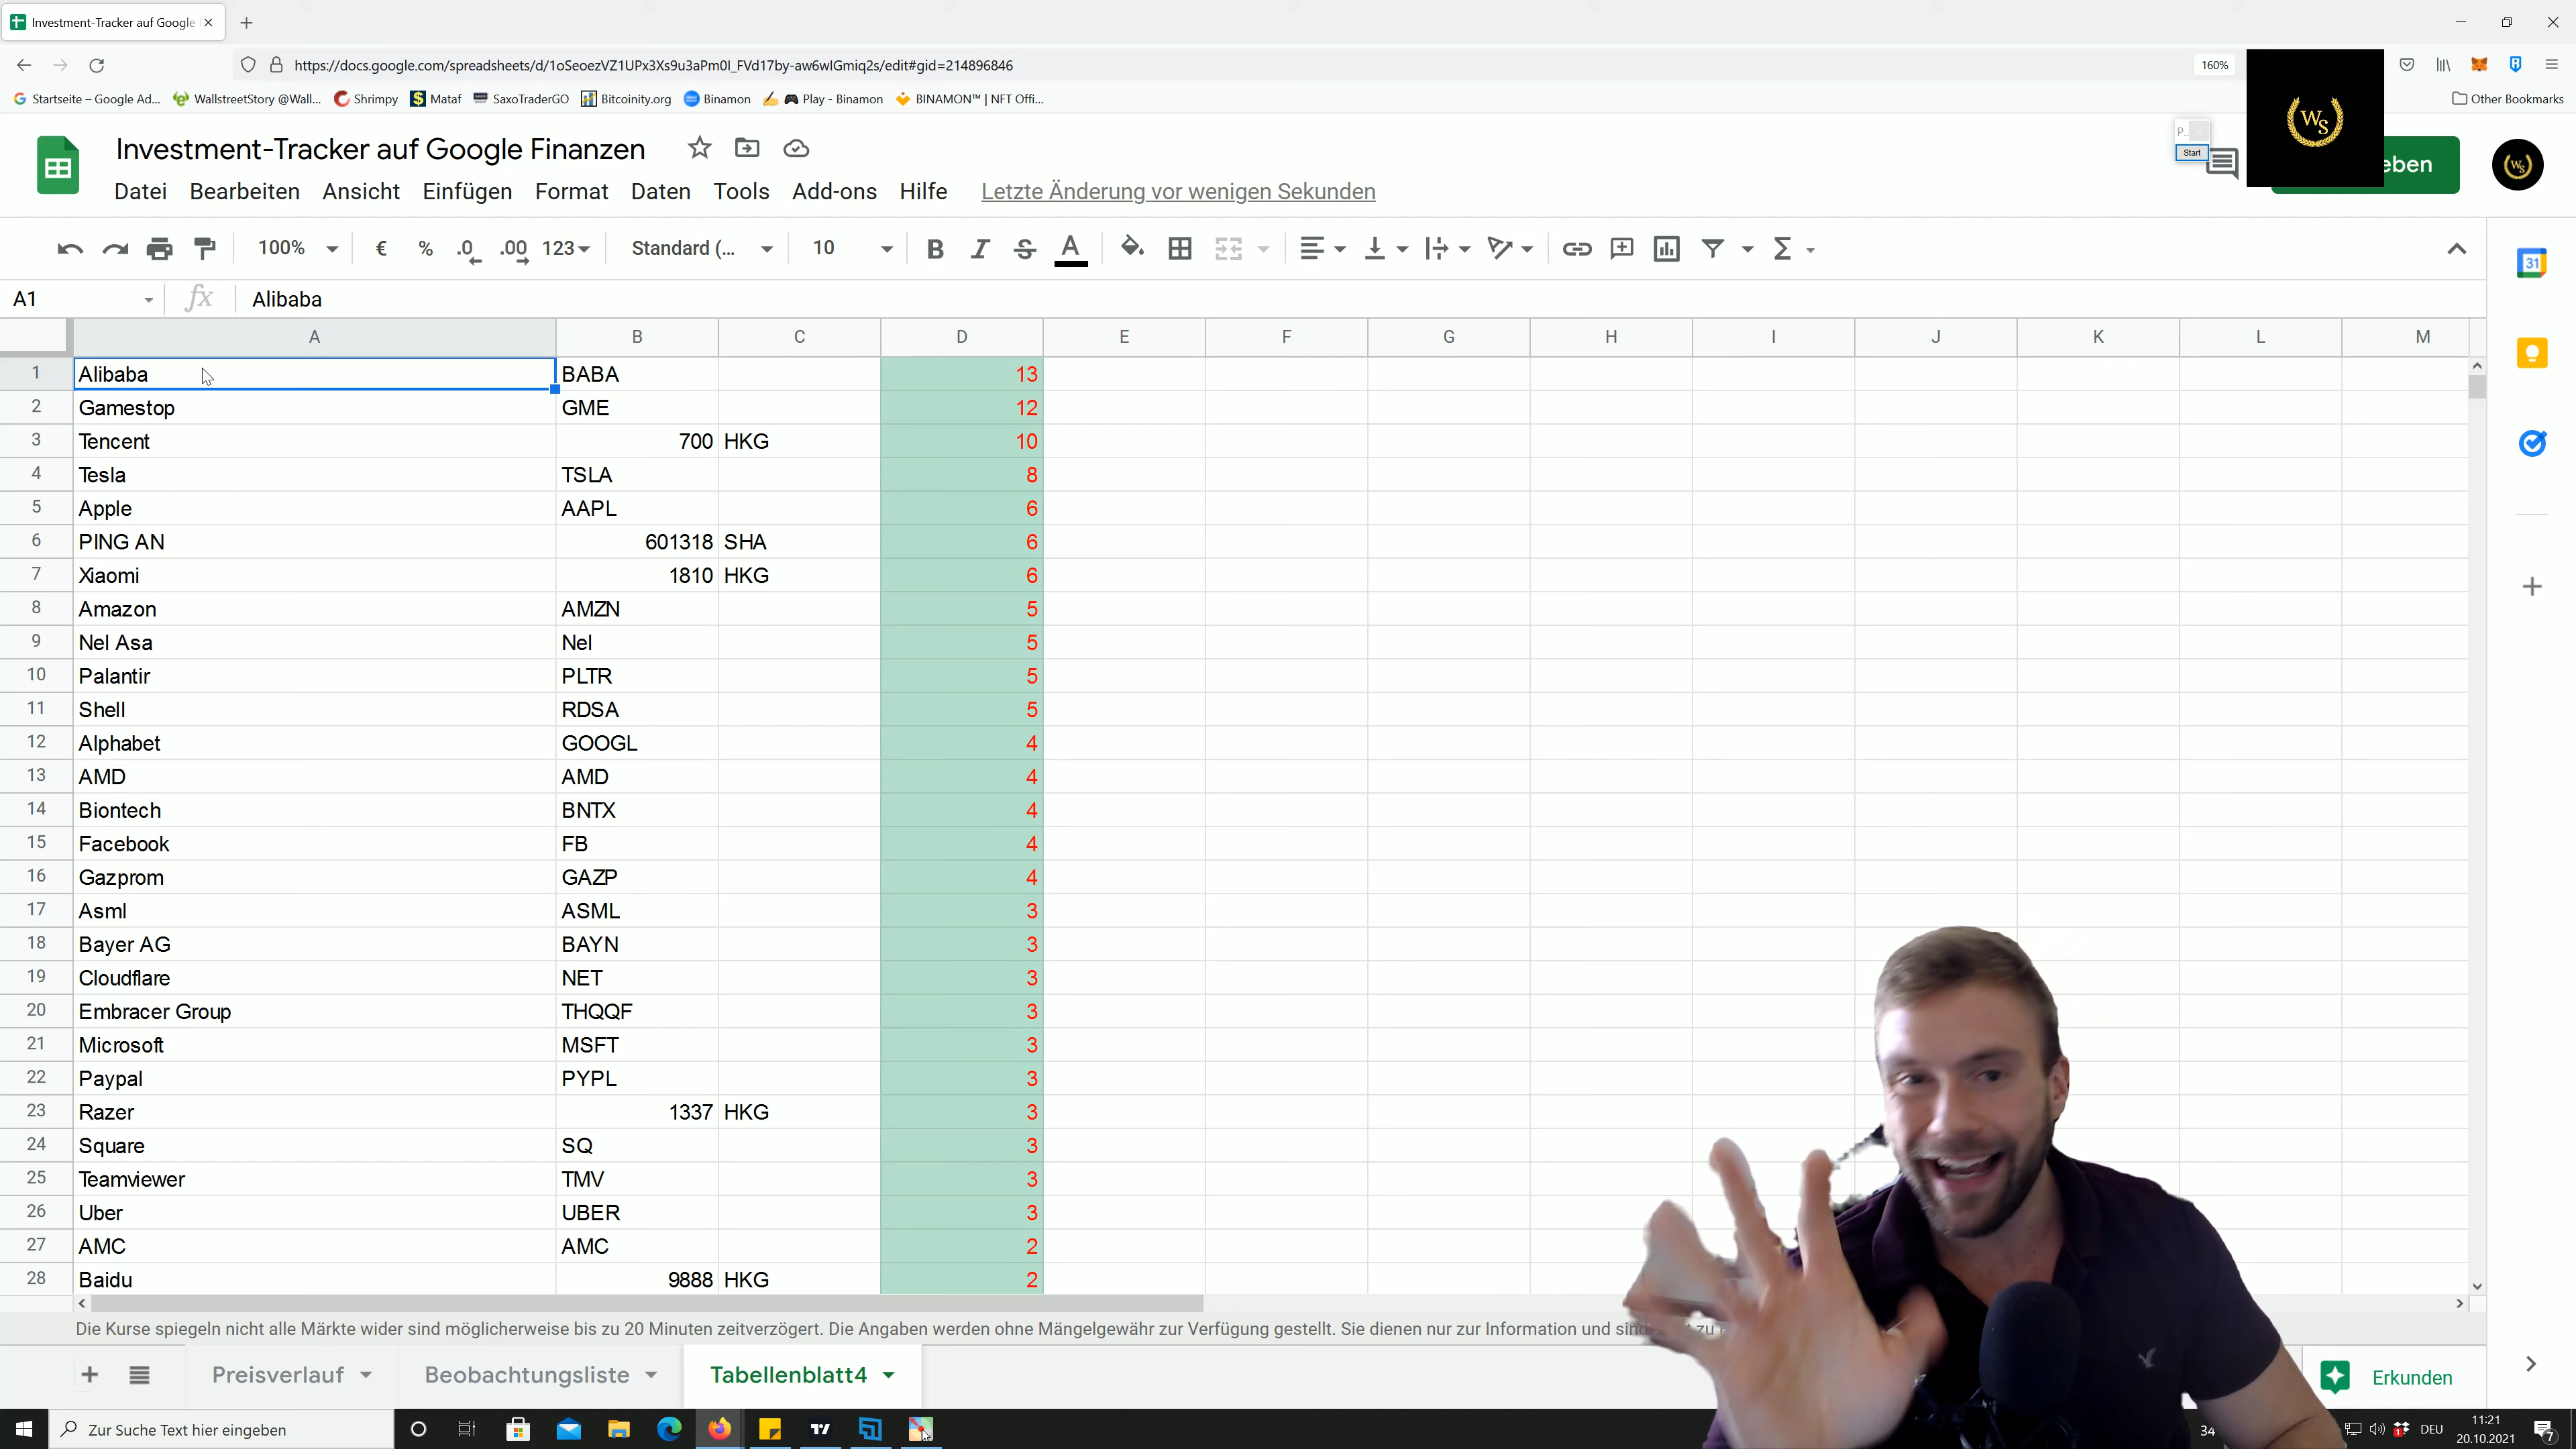 Investment-Tracker auf Google
https://docs.google.com/spreadsheets/d/1oSeoezVZ1UPx3Xs9u3aPm0I_FVd17by-aw6wIGmiq2s/edit#gid=214896846
160%
Startseite – Google Ad... WallstreetStory @Wall... Shrimpy Mataf SaxoTraderGO Bitcoinity.org Binamon Play - Binamon BINAMON™ | NFT Offi... Other Bookmarks
Investment-Tracker auf Google Finanzen
P... Start
WS
eben
WS
Datei Bearbeiten Ansicht Einfügen Format Daten Tools Add-ons Hilfe Letzte Änderung vor wenigen Sekunden
100% € % .0 .00 123 Standard (... 10 B I S A Σ
31
A1 fx Alibaba
A B C D E F G H I J K L M
1 Alibaba BABA 13
2 Gamestop GME 12
3 Tencent 700 HKG 10
4 Tesla TSLA 8
5 Apple AAPL 6
6 PING AN 601318 SHA 6
7 Xiaomi 1810 HKG 6
8 Amazon AMZN 5
9 Nel Asa Nel 5
10 Palantir PLTR 5
11 Shell RDSA 5
12 Alphabet GOOGL 4
13 AMD AMD 4
14 Biontech BNTX 4
15 Facebook FB 4
16 Gazprom GAZP 4
17 Asml ASML 3
18 Bayer AG BAYN 3
19 Cloudflare NET 3
20 Embracer Group THQQF 3
21 Microsoft MSFT 3
22 Paypal PYPL 3
23 Razer 1337 HKG 3
24 Square SQ 3
25 Teamviewer TMV 3
26 Uber UBER 3
27 AMC AMC 2
28 Baidu 9888 HKG 2
Die Kurse spiegeln nicht alle Märkte wider sind möglicherweise bis zu 20 Minuten zeitverzögert. Die Angaben werden ohne Mängelgewähr zur Verfügung gestellt. Sie dienen nur zur Information und sind zu
Preisverlauf Beobachtungsliste Tabellenblatt4 Erkunden
Zur Suche Text hier eingeben
34 DEU 11:21
20.10.2021
7